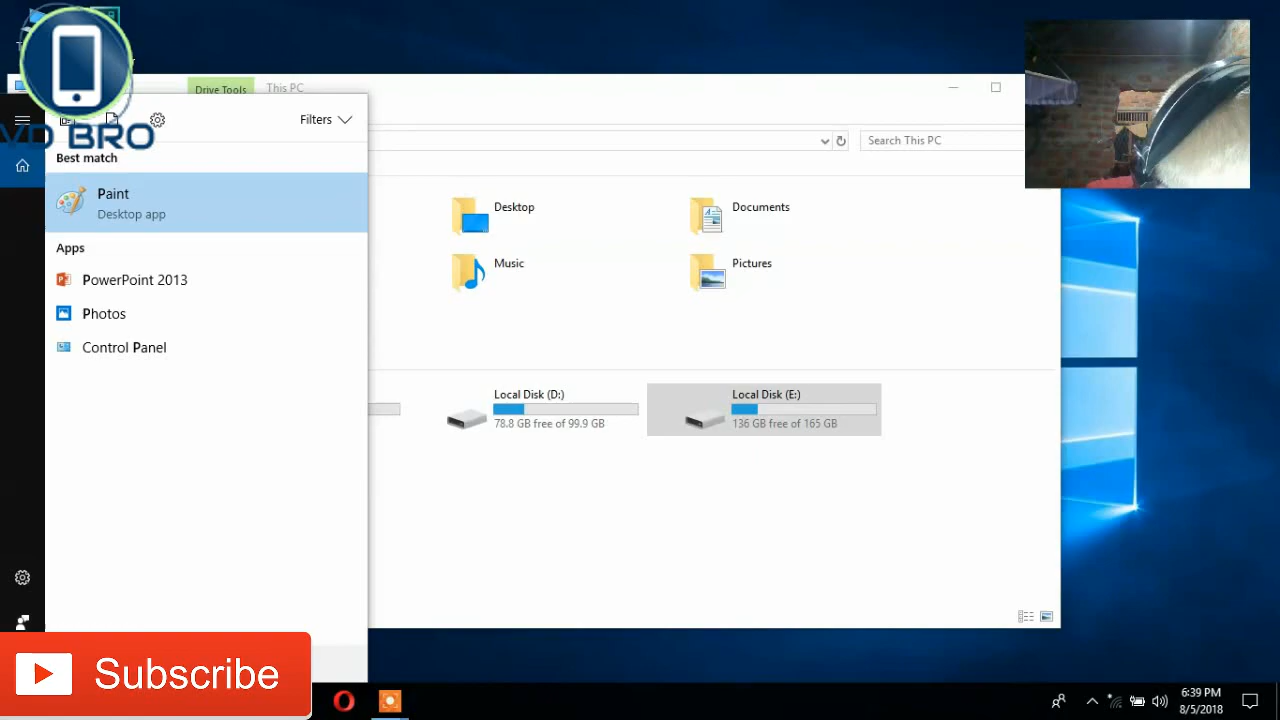 VD BRO
Drive Tools
This PC
Filters
Search This PC
Best match
Paint
Desktop app
Apps
PowerPoint 2013
Photos
Control Panel
Desktop
Documents
Music
Pictures
Local Disk (D:)
78.8 GB free of 99.9 GB
Local Disk (E:)
136 GB free of 165 GB
Subscribe
6:39 PM
8/5/2018